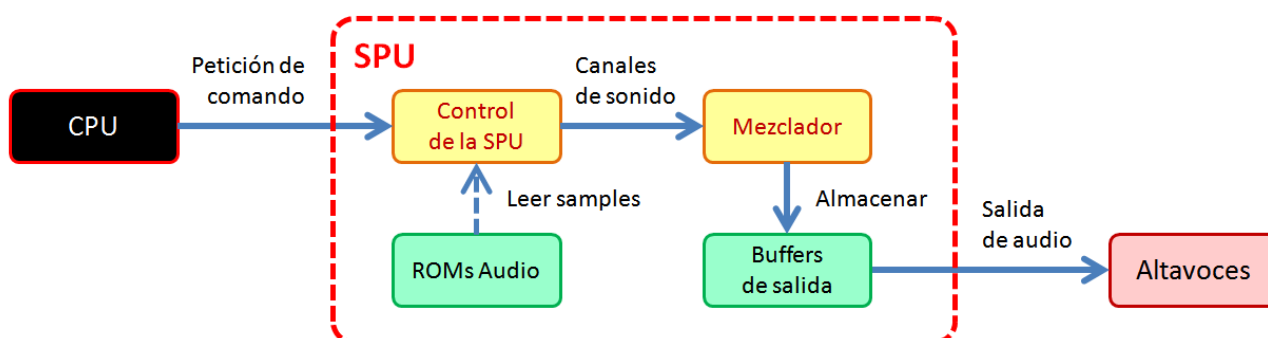 SPU
Petición de
comando
Canales
de sonido
CPU
Control
de la SPU
Mezclador
Leer samples
Almacenar
Salida
de audio
ROMs Audio
Buffers
de salida
Altavoces